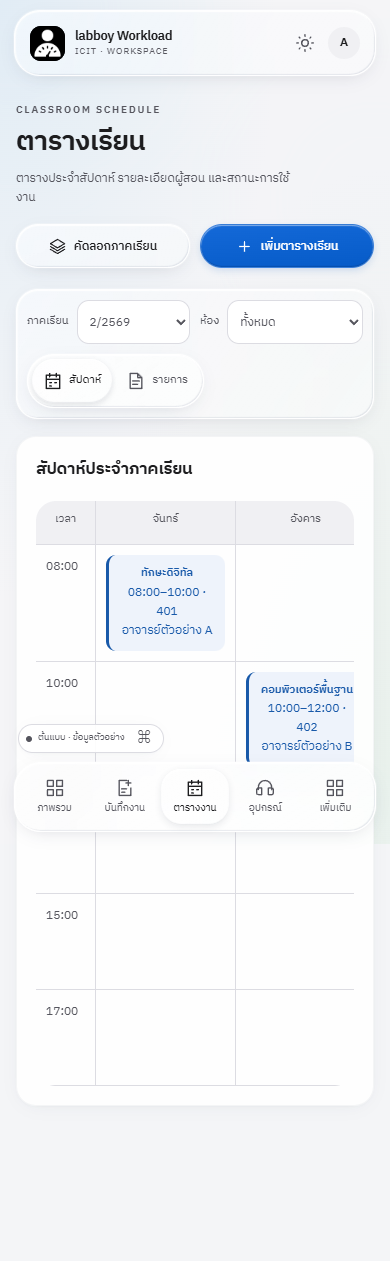 labboy Workload
ICIT · WORKSPACE
A
CLASSROOM SCHEDULE
ตารางเรียน
ตารางประจำสัปดาห์ รายละเอียดผู้สอน และสถานะการใช้
งาน
คัดลอกภาคเรียน
เพิ่มตารางเรียน
ภาคเรียน
2/2569
ห้อง
ทั้งหมด
สัปดาห์
รายการ
สัปดาห์ประจำภาคเรียน
เวลา
จันทร์
อังคาร
08:00
ทักษะดิจิทัล
08:00–10:00 ·
401
อาจารย์ตัวอย่าง A
10:00
คอมพิวเตอร์พื้นฐาน
10:00–12:00 ·
402
อาจารย์ตัวอย่าง B
ต้นแบบ · ข้อมูลตัวอย่าง ⌘
ภาพรวม
บันทึกงาน
ตารางงาน
อุปกรณ์
เพิ่มเติม
15:00
17:00